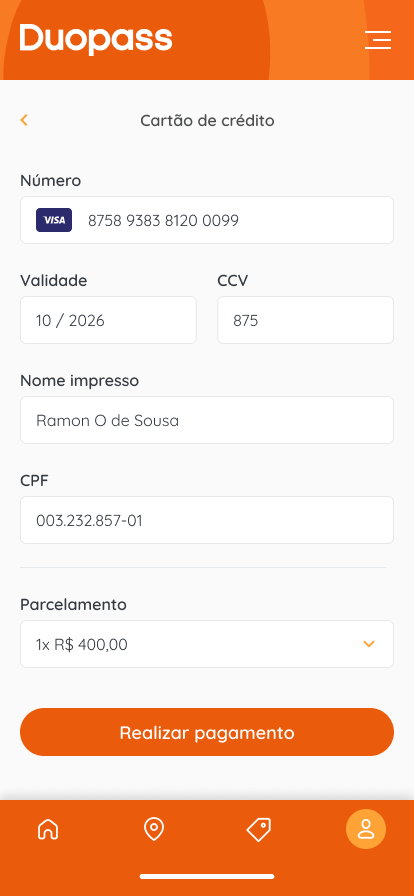 Duopass
Cartão de crédito
Número
VISA 8758 9383 8120 0099
Validade CCV
10 / 2026 875
Nome impresso
Ramon O de Sousa
CPF
003.232.857-01
Parcelamento
1x R$ 400,00
Realizar pagamento